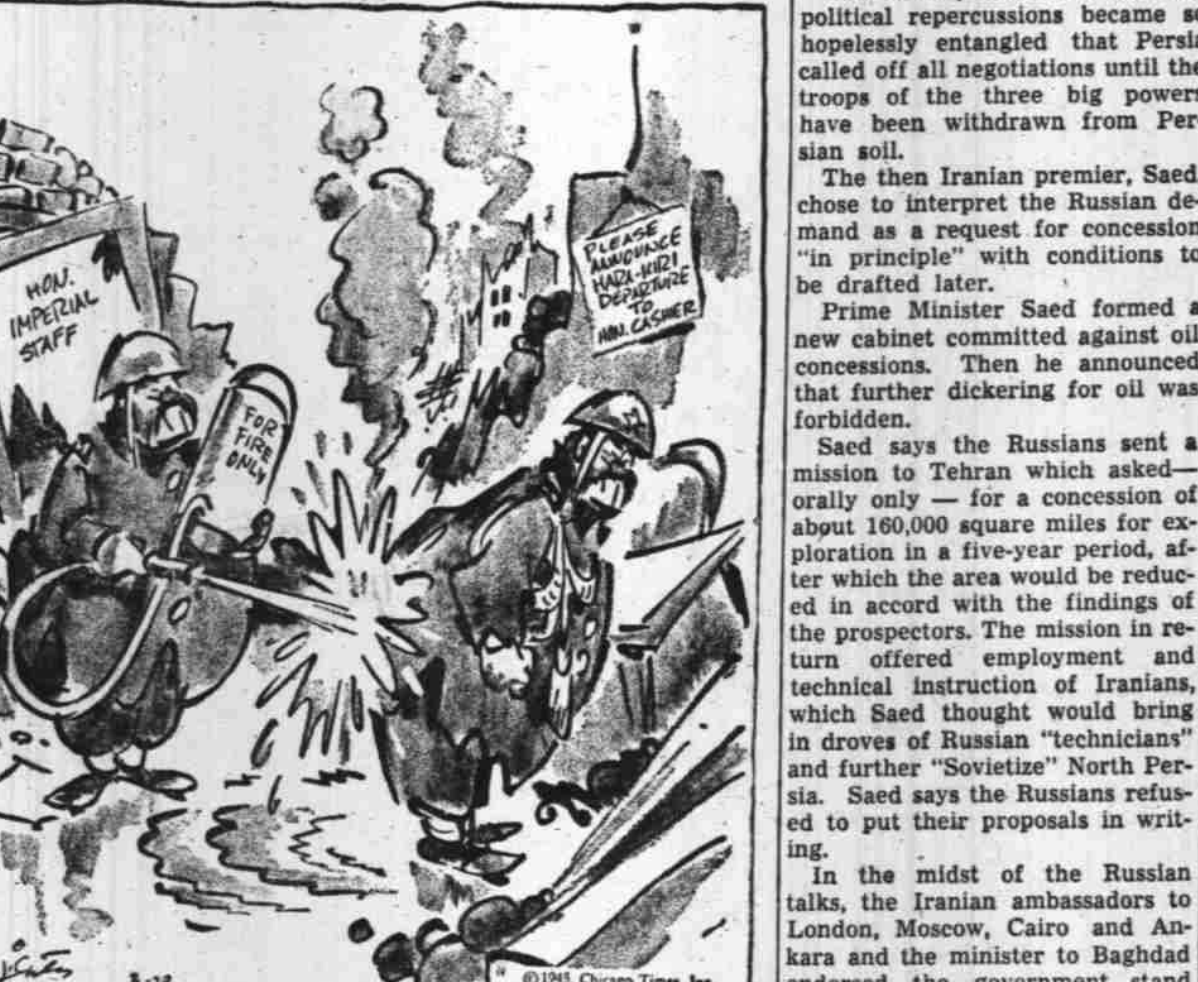 HON.
IMPERIAL
STAFF
FOR
FIRE
ONLY
PLEASE
ANNOUNCE
HARA-KIRI
DEPARTURE
TO
HON. CASHIER
©1945 Chicago Times, Inc.
political repercussions became
hopelessly entangled that Persia
called off all negotiations until the
troops of the three big powers
have been withdrawn from Per
sian soil.
The then Iranian premier, Saed
chose to interpret the Russian de-
mand as a request for concession
"in principle" with conditions to
be drafted later.
Prime Minister Saed formed a
new cabinet committed against oil
concessions. Then he announced
that further dickering for oil was
forbidden.
Saed says the Russians sent a
mission to Tehran which asked—
orally only — for a concession of
about 160,000 square miles for ex-
ploration in a five-year period, af-
ter which the area would be reduc-
ed in accord with the findings of
the prospectors. The mission in re-
turn offered employment and
technical instruction of Iranians,
which Saed thought would bring
in droves of Russian "technicians"
and further "Sovietize" North Per-
sia. Saed says the Russians refus-
ed to put their proposals in writ-
ing.
In the midst of the Russian
talks, the Iranian ambassadors to
London, Moscow, Cairo and An-
kara and the minister to Baghdad
endorsed the government stand